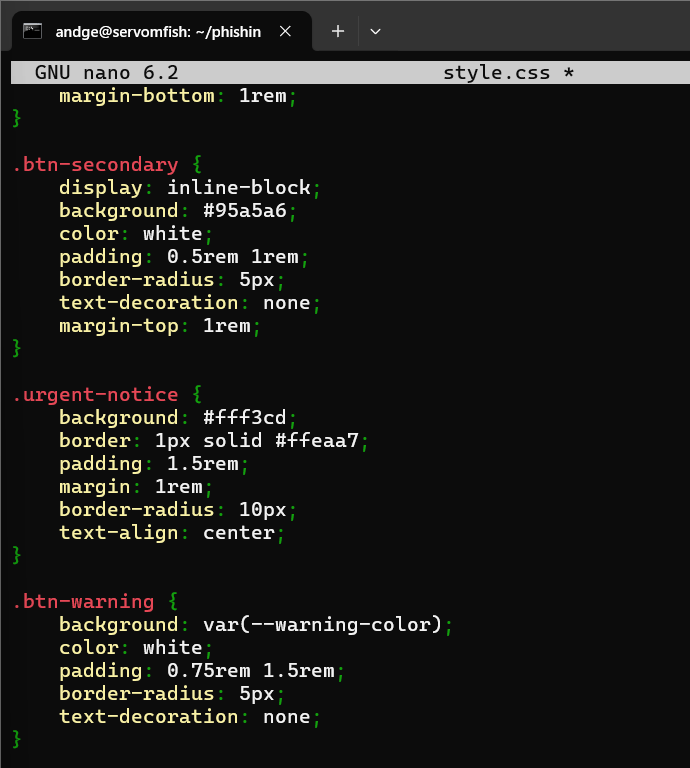 andge@servomfish: ~/phishin
GNU nano 6.2 style.css *
    margin-bottom: 1rem;
}

.btn-secondary {
    display: inline-block;
    background: #95a5a6;
    color: white;
    padding: 0.5rem 1rem;
    border-radius: 5px;
    text-decoration: none;
    margin-top: 1rem;
}

.urgent-notice {
    background: #fff3cd;
    border: 1px solid #ffeaa7;
    padding: 1.5rem;
    margin: 1rem;
    border-radius: 10px;
    text-align: center;
}

.btn-warning {
    background: var(--warning-color);
    color: white;
    padding: 0.75rem 1.5rem;
    border-radius: 5px;
    text-decoration: none;
}